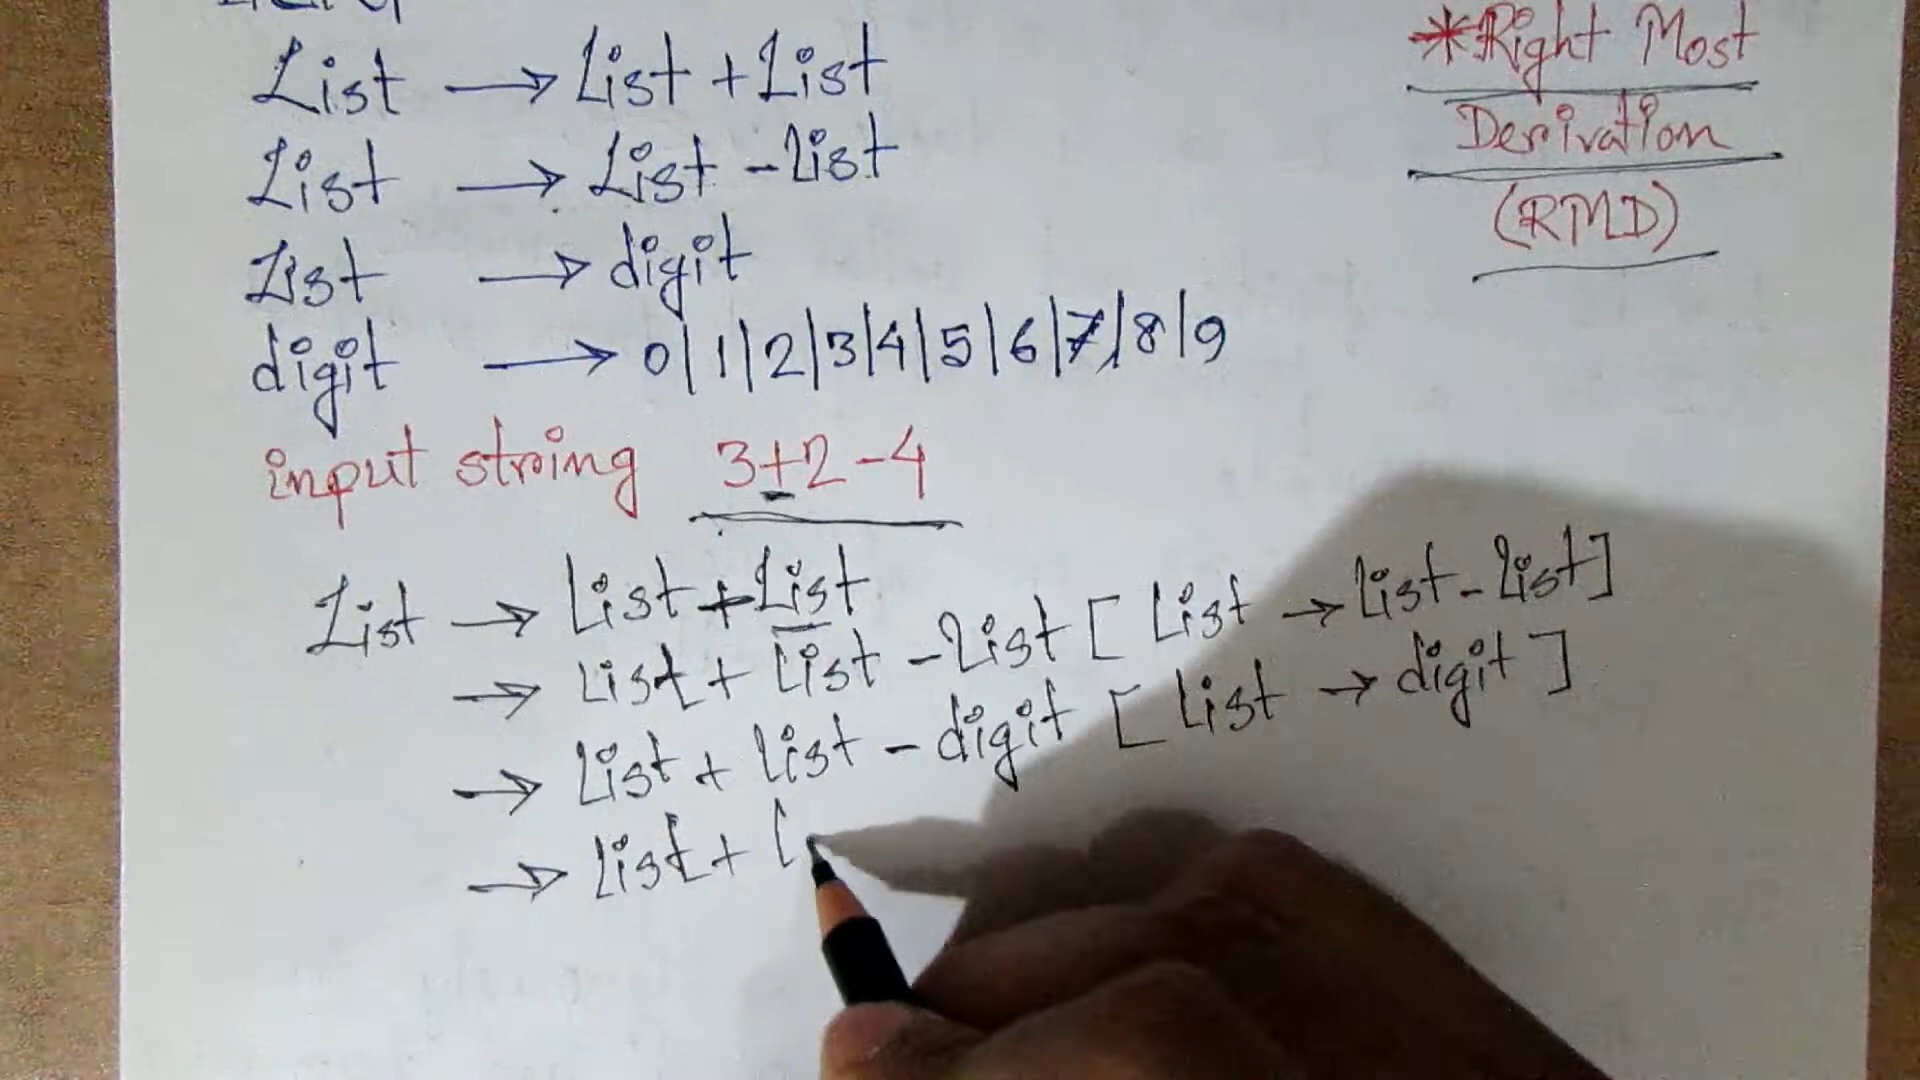 List → List + List
List → List - List
List → digit
digit → 0|1|2|3|4|5|6|7|8|9
input string 3+2-4
List → List + List
→ List + List - List [ List → List - List ]
→ List + List - digit [ List → digit ]
→ List + l
*Right Most
Derivation
(RMD)